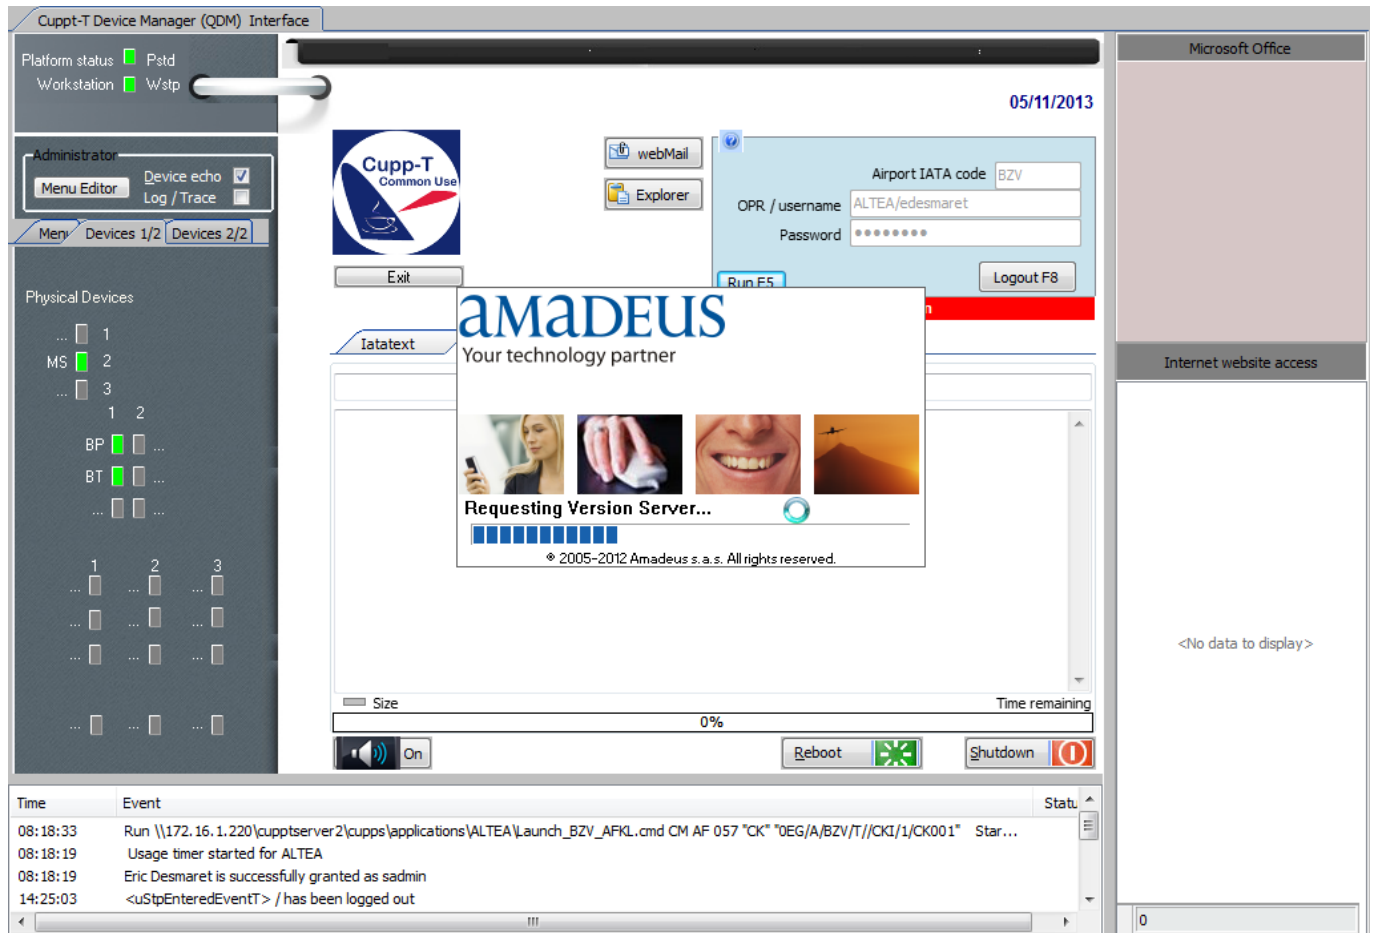 Cuppt-T Device Manager (QDM) Interface
Platform status Pstd
Workstation Wstp
05/11/2013
Administrator
Menu Editor
Device echo
Log / Trace
Menu Devices 1/2 Devices 2/2
Physical Devices
... 1
MS 2
... 3
1 2
BP ...
BT ...
... ...
1 2 3
... ... ...
... ... ...
... ... ...
... ... ...
Cupp-T
Common Use
Exit
webMail
Explorer
Airport IATA code BZV
OPR / username ALTEA/edesmaret
Password ••••••••
Run F5
Logout F8
n
Iatatext
amadeus
Your technology partner
Requesting Version Server...
© 2005-2012 Amadeus s.a.s. All rights reserved.
Size Time remaining
0%
On
Reboot
Shutdown
Microsoft Office
Internet website access
<No data to display>
0
Time Event Statu
08:18:33 Run \\172.16.1.220\cupptserver2\cupps\applications\ALTEA\Launch_BZV_AFKL.cmd CM AF 057 "CK" "0EG/A/BZV/T//CKI/1/CK001" Star...
08:18:19 Usage timer started for ALTEA
08:18:19 Eric Desmaret is successfully granted as sadmin
14:25:03 <uStpEnteredEventT> / has been logged out